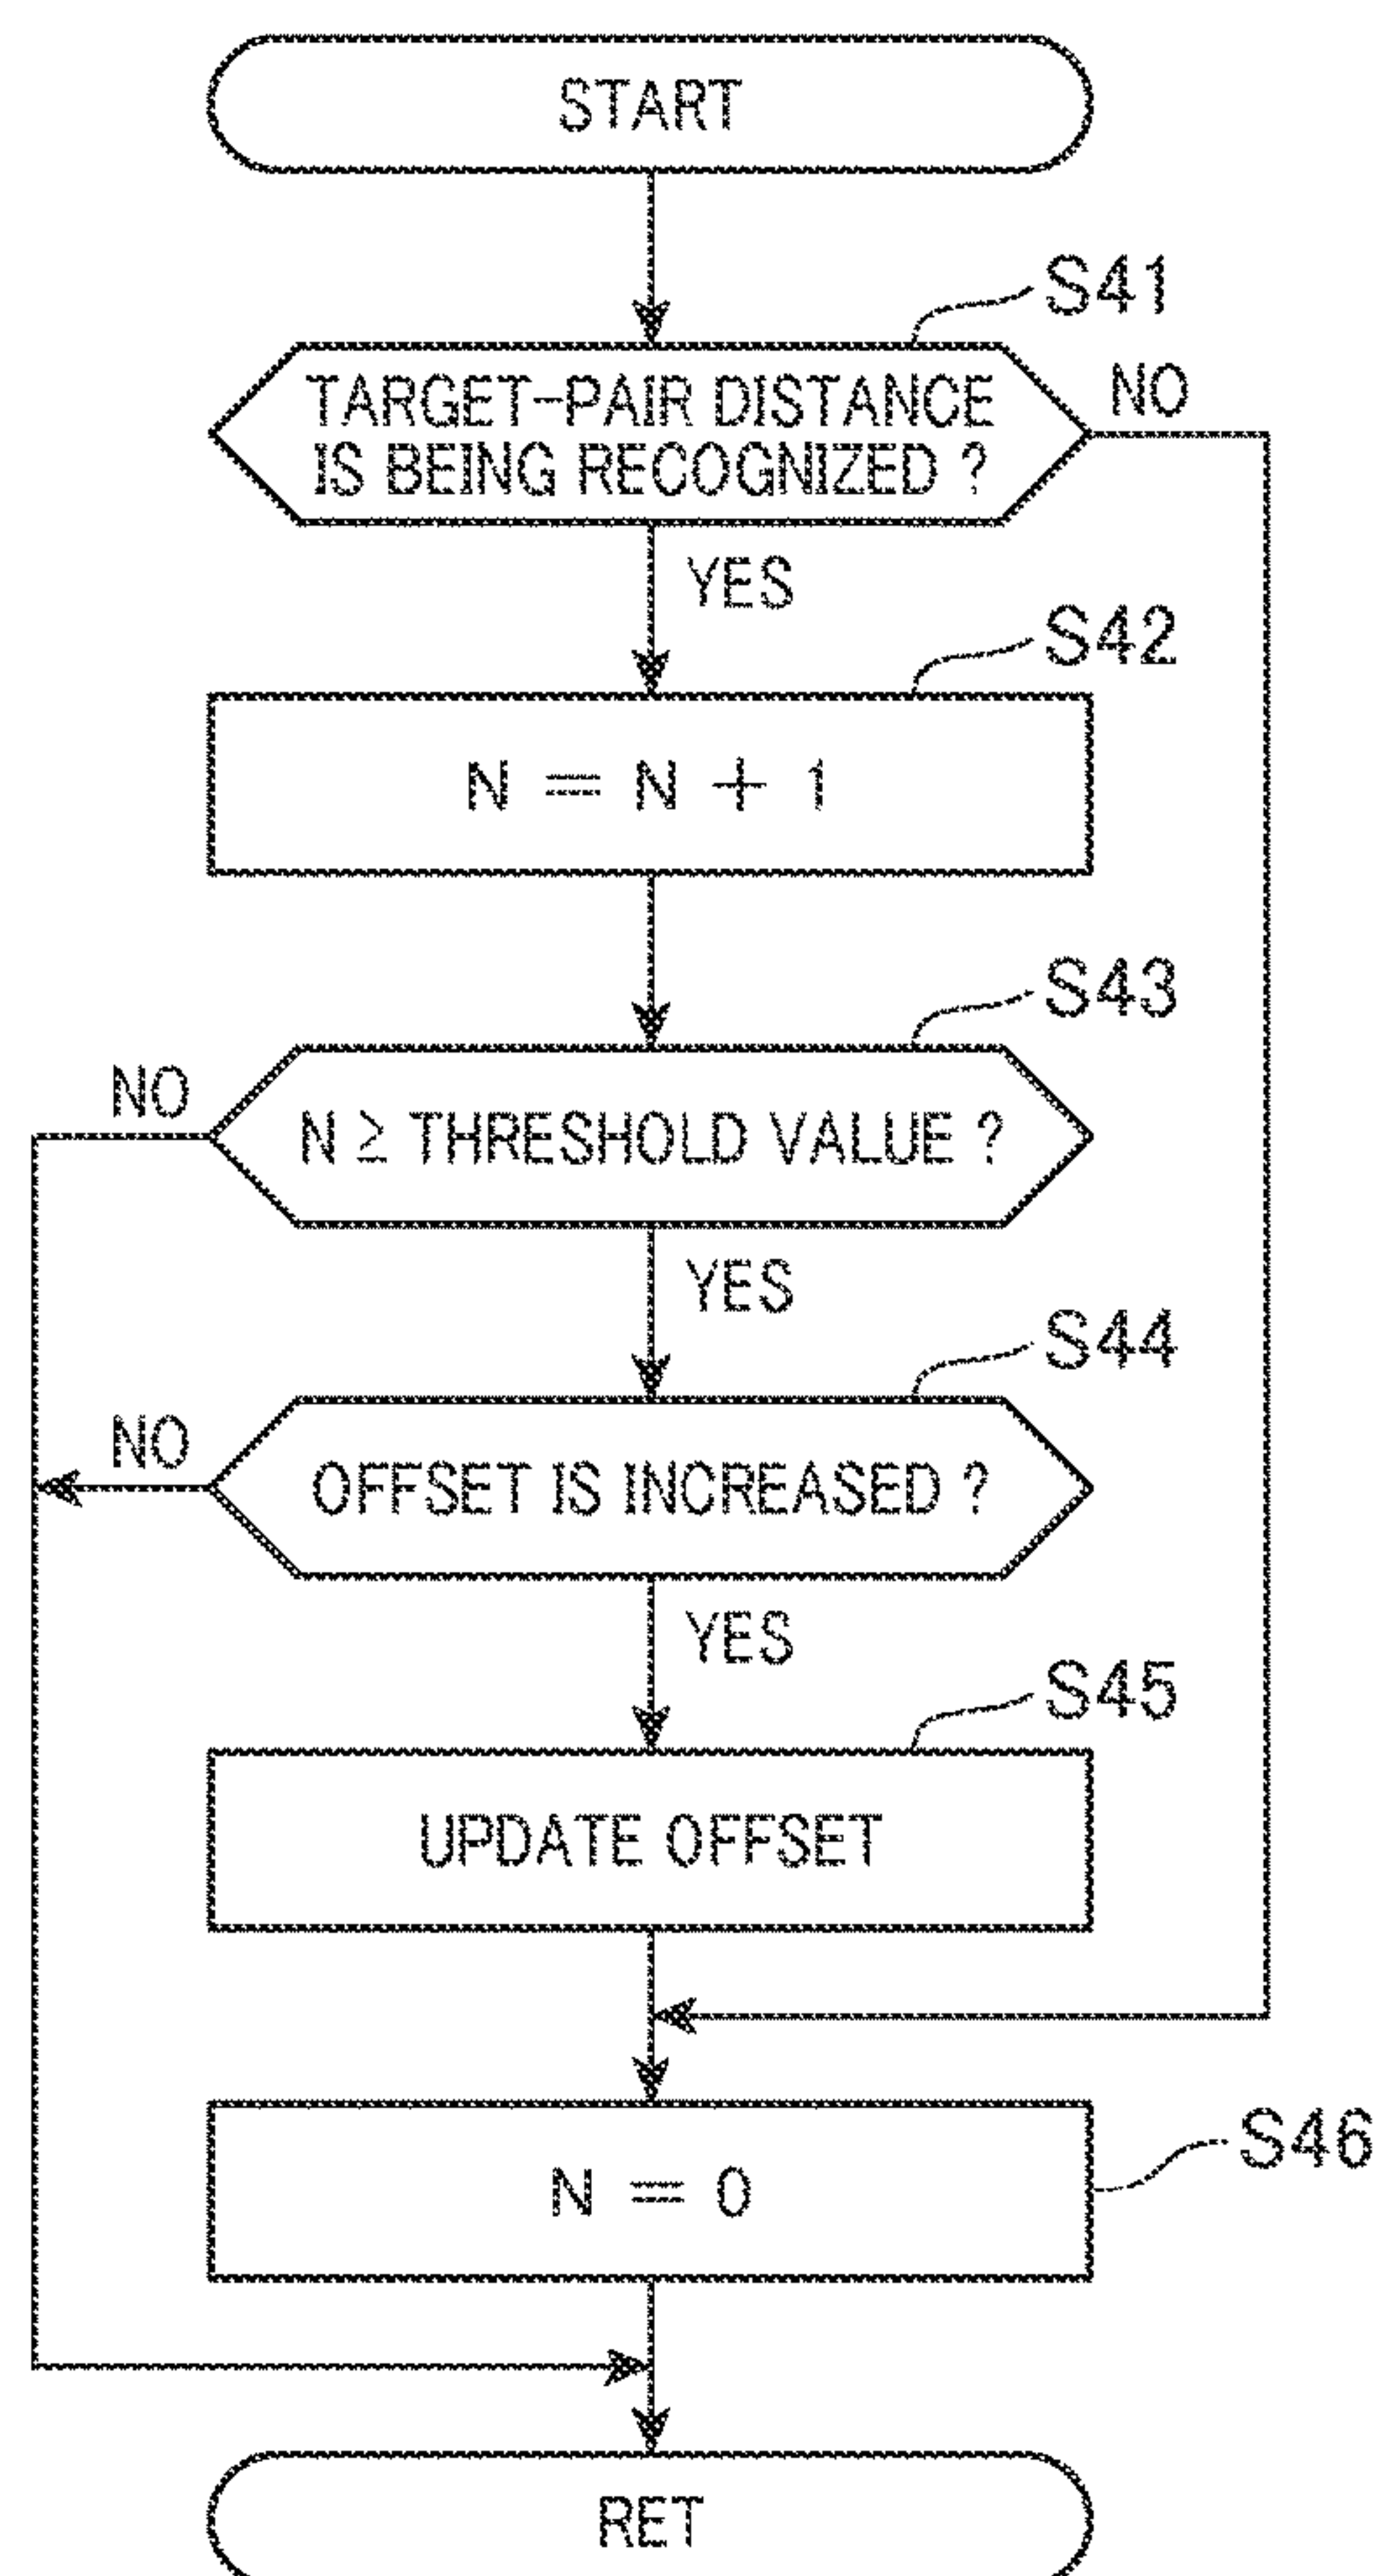 START
S41
TARGET-PAIR DISTANCE
IS BEING RECOGNIZED ?
NO
YES
S42
N = N + 1
S43
NO
N ≥ THRESHOLD VALUE ?
YES
S44
NO
OFFSET IS INCREASED ?
YES
S45
UPDATE OFFSET
S46
N = 0
RET